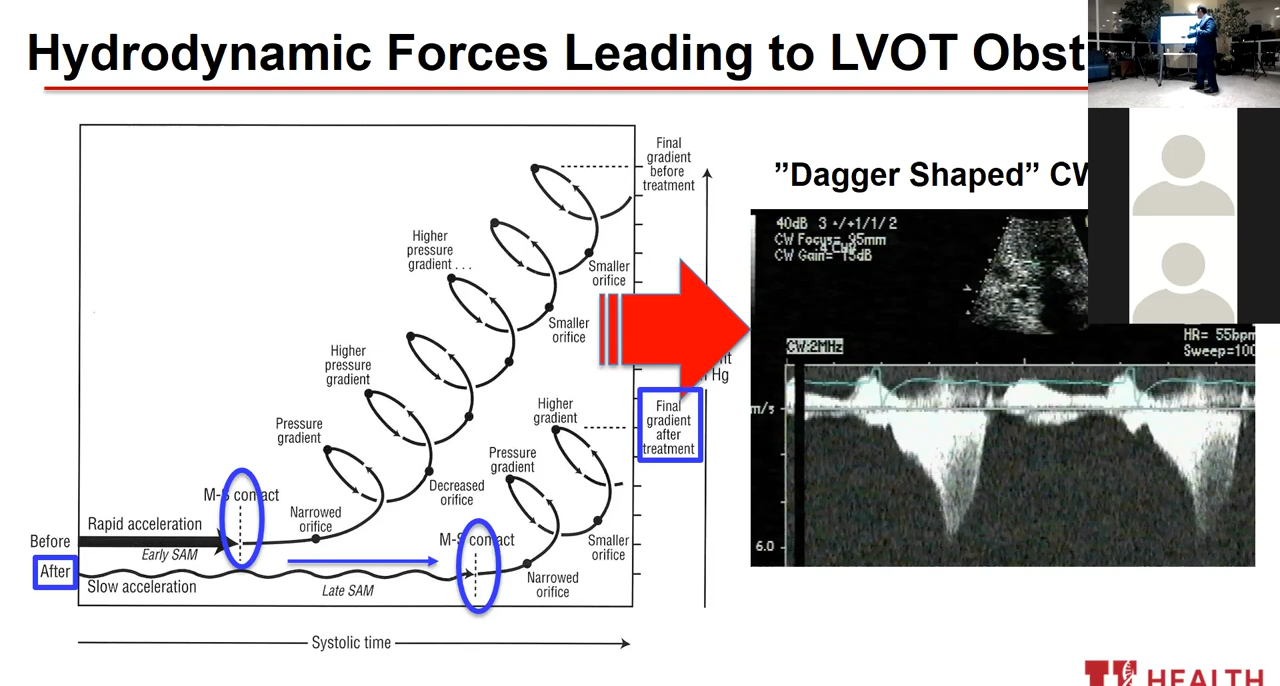 Hydrodynamic Forces Leading to LVOT Obst
Final
gradient
before
treatment
Higher
pressure
gradient . . .
Smaller
orifice
Smaller
orifice
Higher
pressure
gradient
Hg
Final
gradient
after
treatment
Higher
gradient
Pressure
gradient
Pressure
gradient
Decreased
orifice
M-S contact
Narrowed
orifice
Rapid acceleration
Before
Early SAM
M-S contact
Smaller
orifice
After
Slow acceleration
Late SAM
Narrowed
orifice
Systolic time
”Dagger Shaped” CW
40dB 3 •/+1/1/2
CW Focus= 95mm
CW Gain= 15dB
HR= 55bpm
Sweep=100
CW:2MHz
m/s
6.0
HEALTH